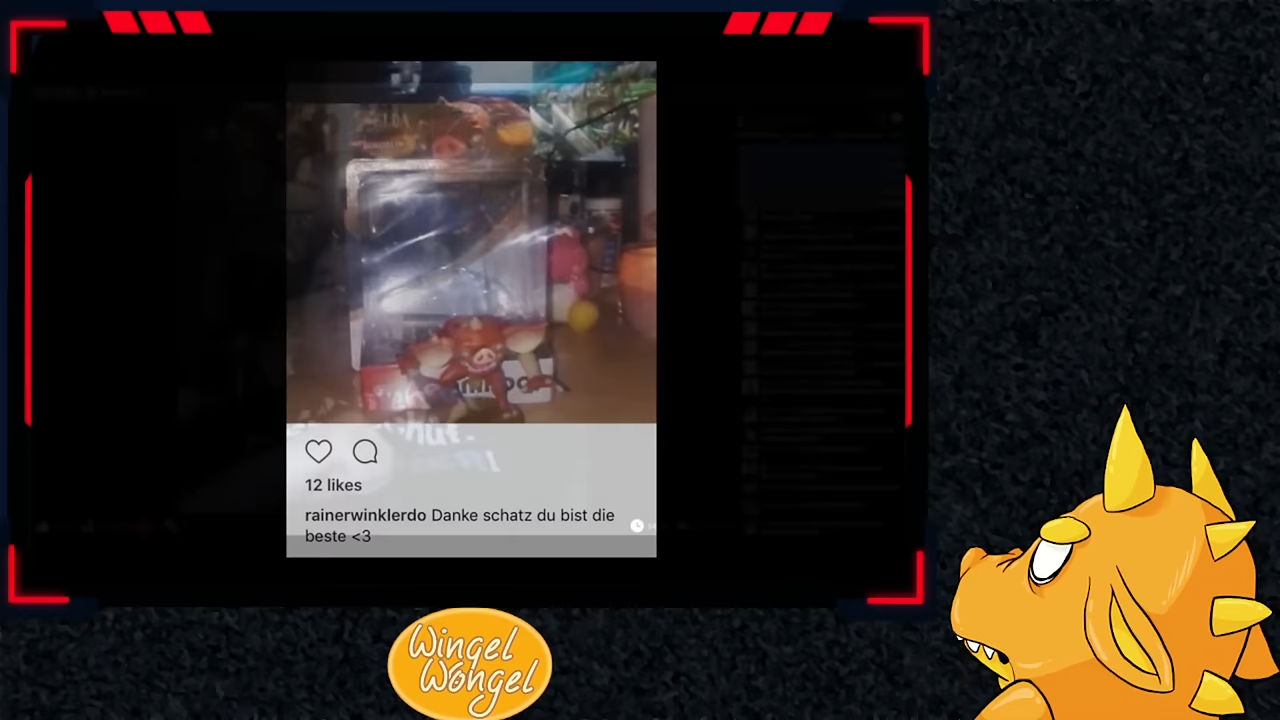 12 likes
rainerwinklerdo Danke schatz du bist die
beste <3
Wingel
Wongel